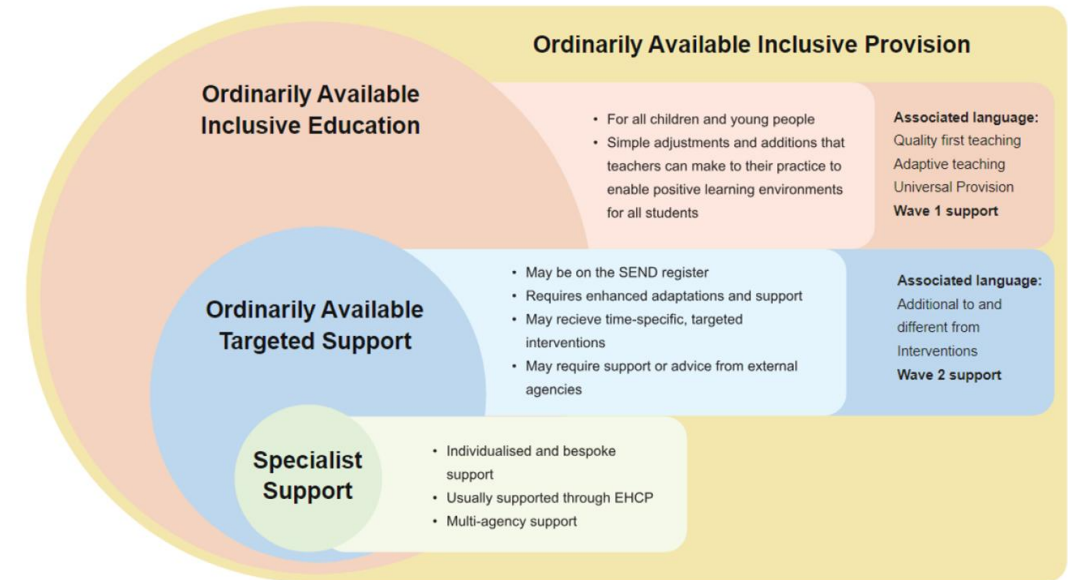 Ordinarily Available Inclusive Provision
Ordinarily Available
Inclusive Education
• For all children and young people
• Simple adjustments and additions that
teachers can make to their practice to
enable positive learning environments
for all students
Associated language:
Quality first teaching
Adaptive teaching
Universal Provision
Wave 1 support
Ordinarily Available
Targeted Support
• May be on the SEND register
• Requires enhanced adaptations and support
• May recieve time-specific, targeted
interventions
• May require support or advice from external
agencies
Associated language:
Additional to and
different from
Interventions
Wave 2 support
Specialist
Support
• Individualised and bespoke
support
• Usually supported through EHCP
• Multi-agency support